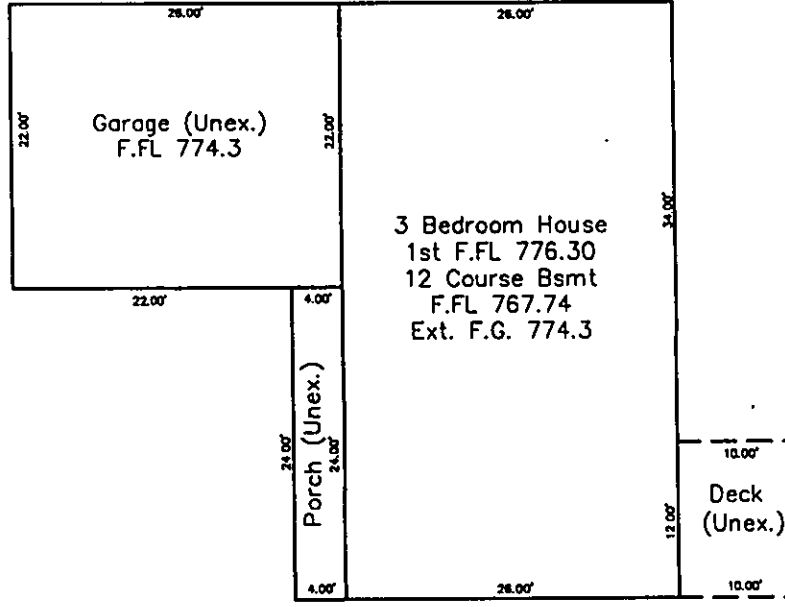 26.00'
26.00'
22.00'
Garage (Unex.)
F.FL 774.3
22.00'
34.00'
3 Bedroom House
1st F.FL 776.30
12 Course Bsmt
F.FL 767.74
Ext. F.G. 774.3
22.00'
4.00'
24.00'
Porch (Unex.)
24.00'
10.00'
12.00'
Deck
(Unex.)
4.00'
26.00'
10.00'